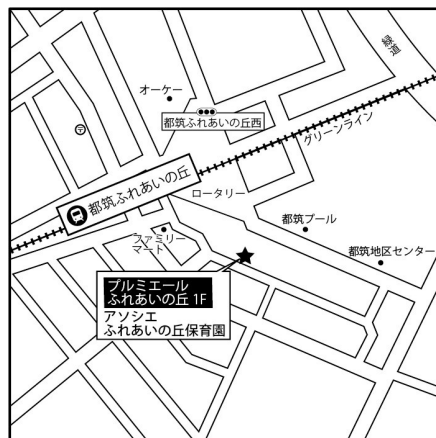 緑道
オーケー
都筑ふれあいの丘西
グリーンライン
〒
都筑ふれあいの丘
ロータリー
都筑プール
ファミリー
マート
都筑地区センター
プルミエール
ふれあいの丘 1F
アソシエ
ふれあいの丘保育園